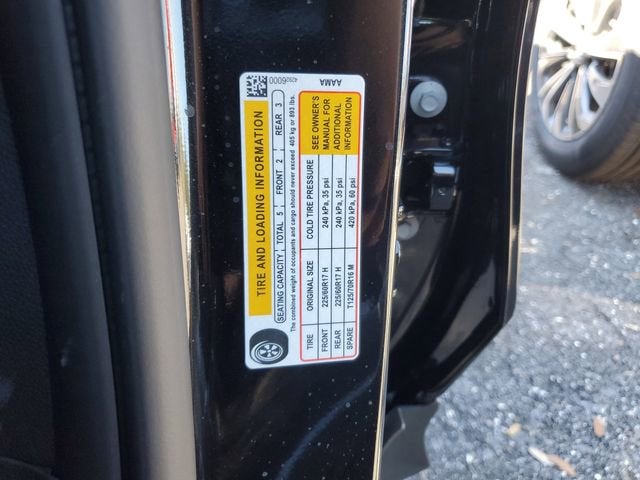 42926000
AAMA
TIRE AND LOADING INFORMATION
SEATING CAPACITY TOTAL 5 FRONT 2 REAR 3
The combined weight of occupants and cargo should never exceed 405 kg or 893 lbs.
TIRE ORIGINAL SIZE COLD TIRE PRESSURE
FRONT 225/60R17 H 240 kPa, 35 psi
REAR 225/60R17 H 240 kPa, 35 psi
SPARE T125/70R16 M 420 kPa, 60 psi
SEE OWNER'S
MANUAL FOR
ADDITIONAL
INFORMATION